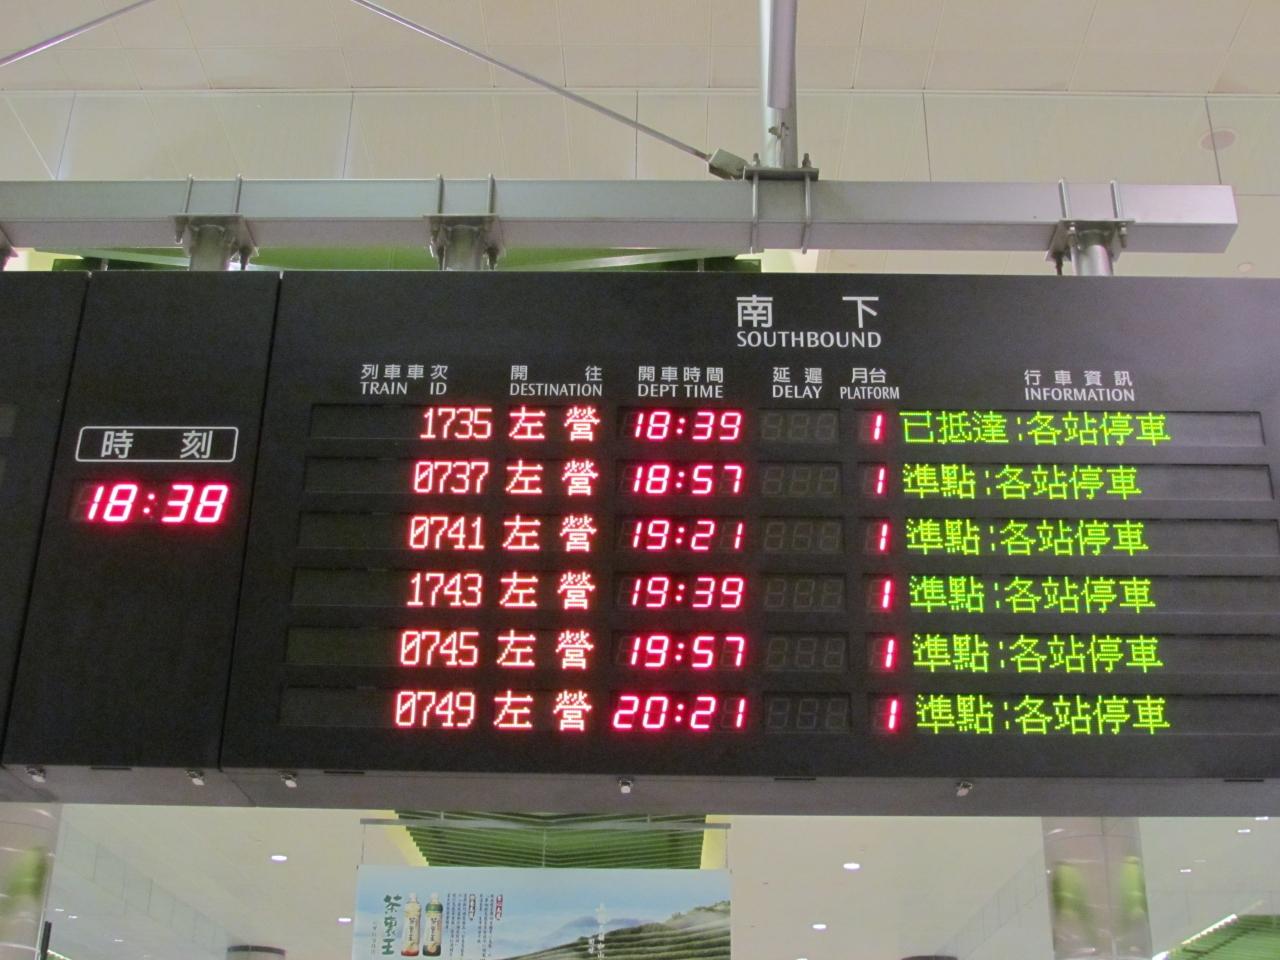 南 下
SOUTHBOUND
列車車次 開 往 開車時間 延 遲 月台 行 車 資 訊
TRAIN ID DESTINATION DEPT TIME DELAY PLATFORM INFORMATION
時 刻
18:38
1735 左 營 18:39 1 已抵達:各站停車
0737 左 營 18:57 1 準點:各站停車
0741 左 營 19:21 1 準點:各站停車
1743 左 營 19:39 1 準點:各站停車
0745 左 營 19:57 1 準點:各站停車
0749 左 營 20:21 1 準點:各站停車
茶裏王